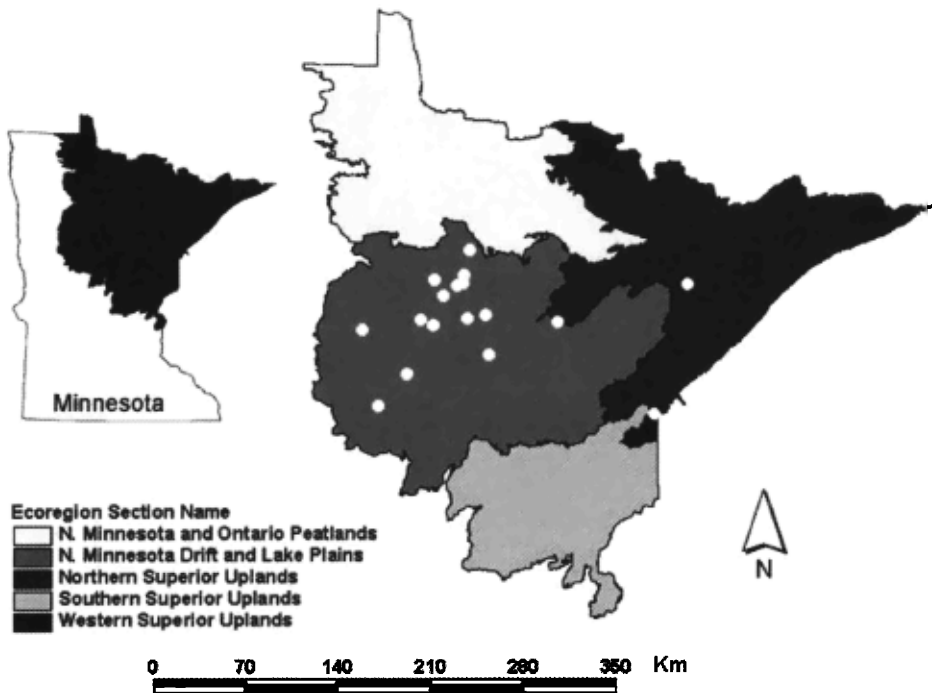 Minnesota
Ecoregion Section Name
N. Minnesota and Ontario Peatlands
N. Minnesota Drift and Lake Plains
Northern Superior Uplands
Southern Superior Uplands
Western Superior Uplands
N
0 70 140 210 280 350 Km